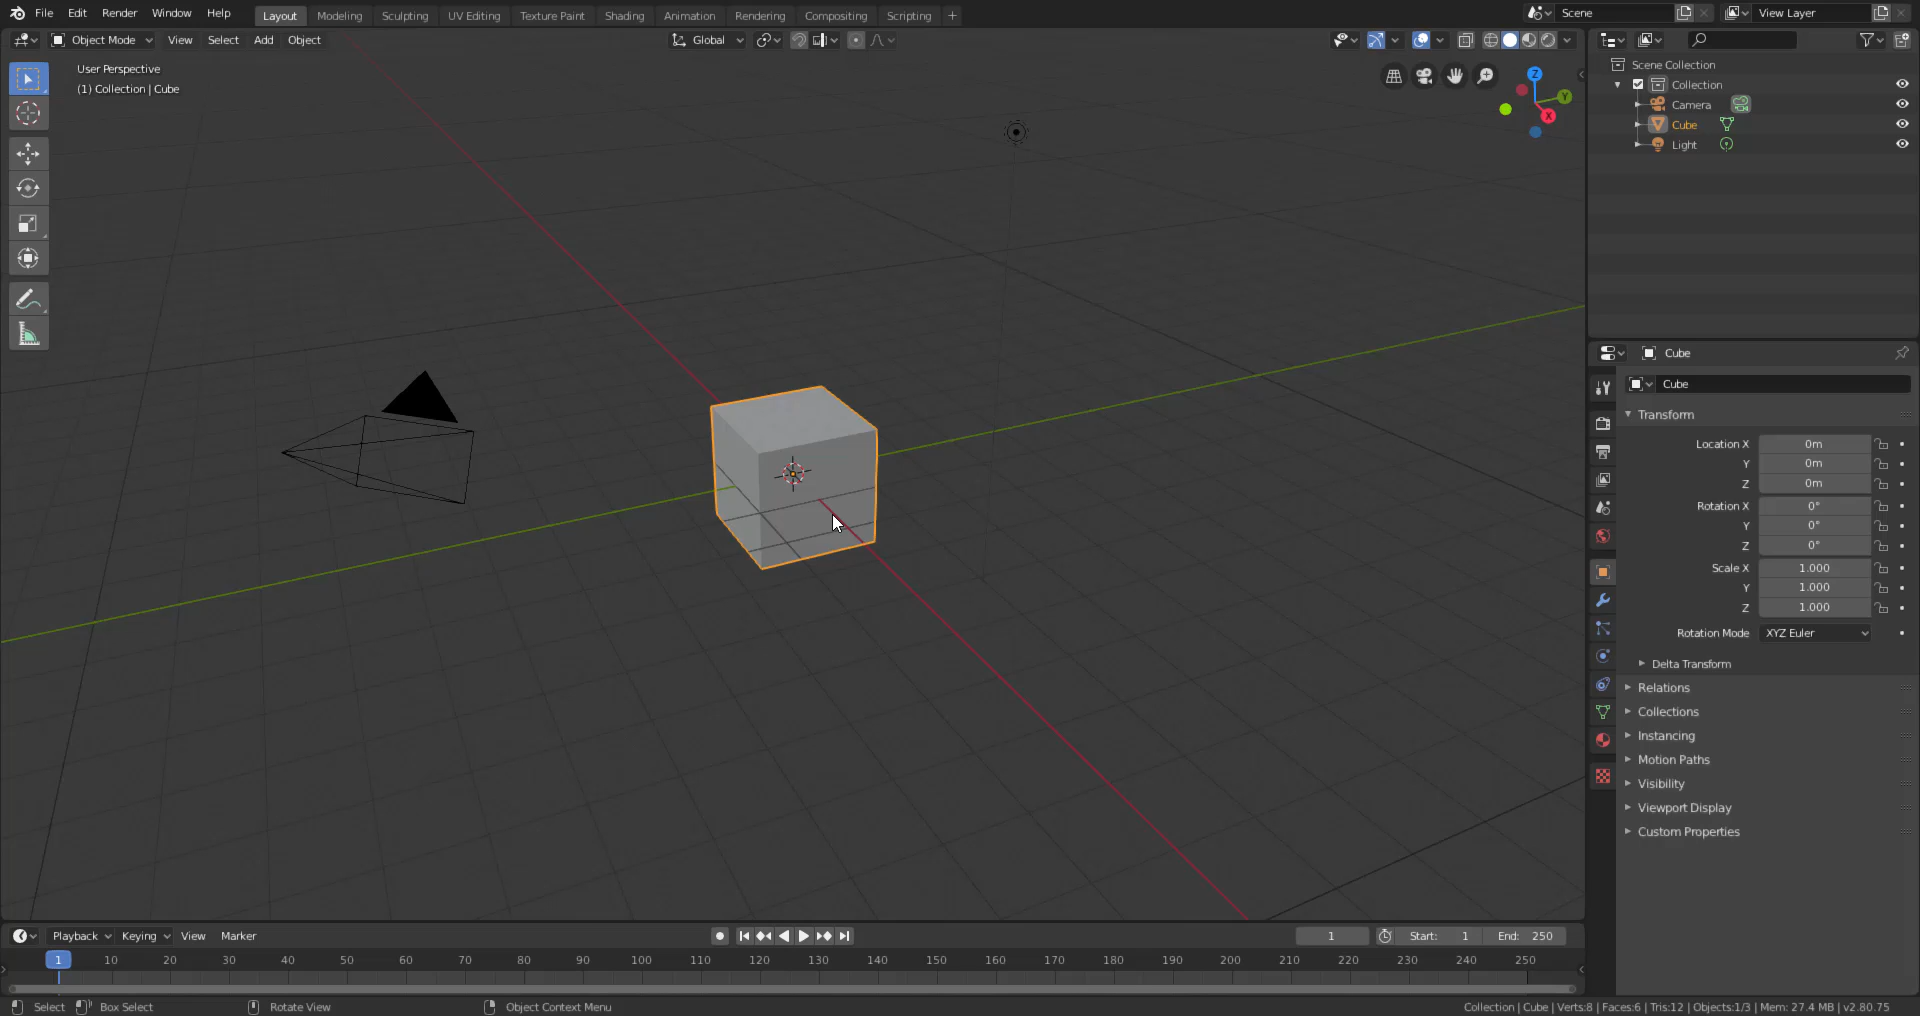 File Edit Render Window Help
Layout Modeling Sculpting UV Editing Texture Paint Shading Animation Rendering Compositing Scripting +
Scene
View Layer
Object Mode View Select Add Object
Global
User Perspective
(1) Collection | Cube
Z
Y
X
Scene Collection
Collection
Camera
Cube
Light
Cube
Cube
Transform
Location X 0m
Y 0m
Z 0m
Rotation X 0°
Y 0°
Z 0°
Scale X 1.000
Y 1.000
Z 1.000
Rotation Mode XYZ Euler
Delta Transform
Relations
Collections
Instancing
Motion Paths
Visibility
Viewport Display
Custom Properties
Playback Keying View Marker
1 Start: 1 End: 250
1 10 20 30 40 50 60 70 80 90 100 110 120 130 140 150 160 170 180 190 200 210 220 230 240 250
Select Box Select Rotate View Object Context Menu
Collection | Cube | Verts:8 | Faces:6 | Tris:12 | Objects:1/3 | Mem: 27.4 MB | v2.80.75